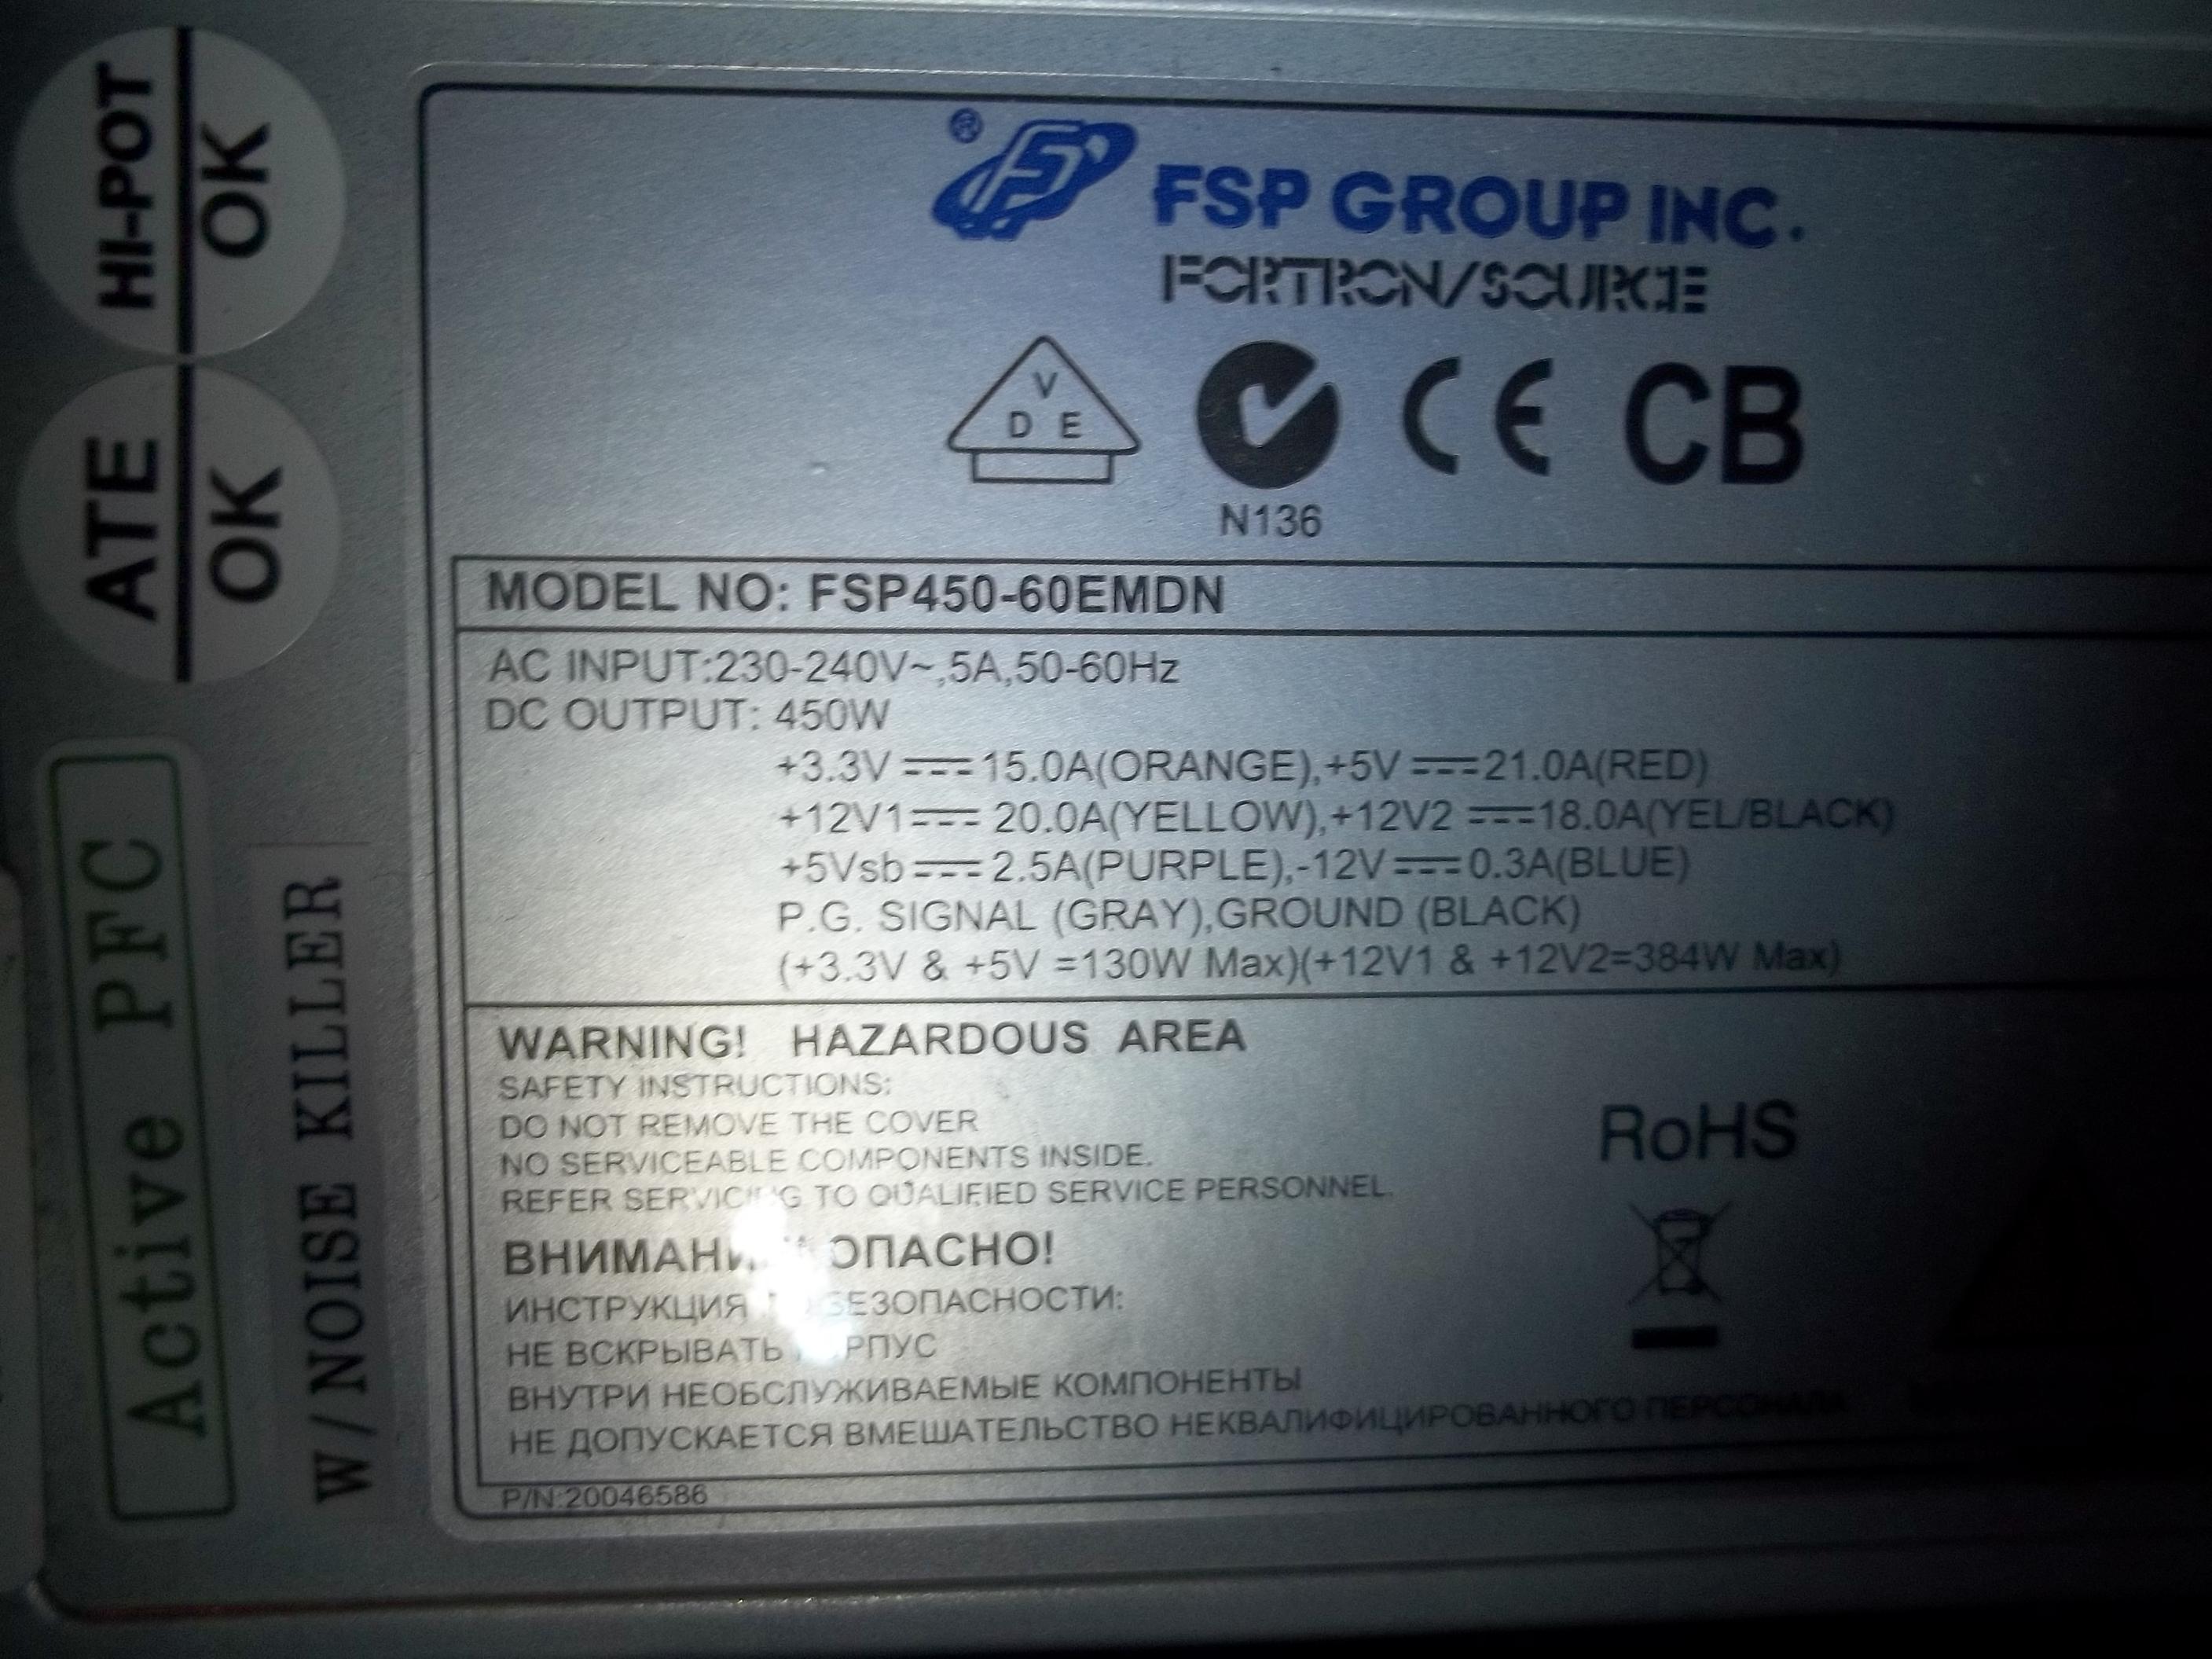 HI-POT
OK
ATE
OK
Active PFC
W/NOISE KILLER
®
FSP GROUP INC.
FORTRON/SOURCE
V
D E
N136
CE
CB
MODEL NO: FSP450-60EMDN
AC INPUT:230-240V~,5A,50-60Hz
DC OUTPUT: 450W
+3.3V ⎓ 15.0A(ORANGE),+5V ⎓ 21.0A(RED)
+12V1 ⎓ 20.0A(YELLOW),+12V2 ⎓ 18.0A(YEL/BLACK)
+5Vsb ⎓ 2.5A(PURPLE),-12V ⎓ 0.3A(BLUE)
P.G. SIGNAL (GRAY),GROUND (BLACK)
(+3.3V & +5V =130W Max)(+12V1 & +12V2=384W Max)
WARNING! HAZARDOUS AREA
SAFETY INSTRUCTIONS:
DO NOT REMOVE THE COVER
NO SERVICEABLE COMPONENTS INSIDE.
REFER SERVICING TO QUALIFIED SERVICE PERSONNEL.
RoHS
ОПАСНО!
ИНСТРУКЦИЯ БЕЗОПАСНОСТИ:
НЕ ВСКРЫВАТЬ
ВНУТРИ НЕОБСЛУЖИВАЕМЫЕ КОМПОНЕНТЫ
НЕ ДОПУСКАЕТСЯ ВМЕШАТЕЛЬСТВО НЕКВАЛИФИЦИРОВАННОГО ПЕРСОНАЛА
P/N:20046586